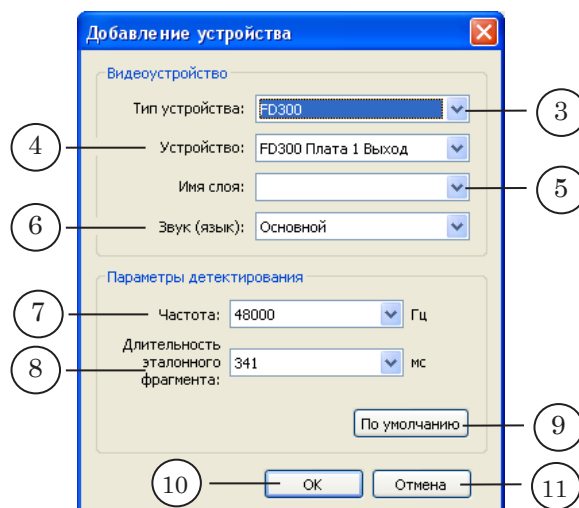 Добавление устройства
Видеоустройство
Тип устройства: FD300 3
4 Устройство: FD300 Плата 1 Выход
Имя слоя: 5
6 Звук (язык): Основной
Параметры детектирования
7 Частота: 48000 Гц
Длительность
8 эталонного 341 мс
фрагмента:
По умолчанию 9
10 OK Отмена 11